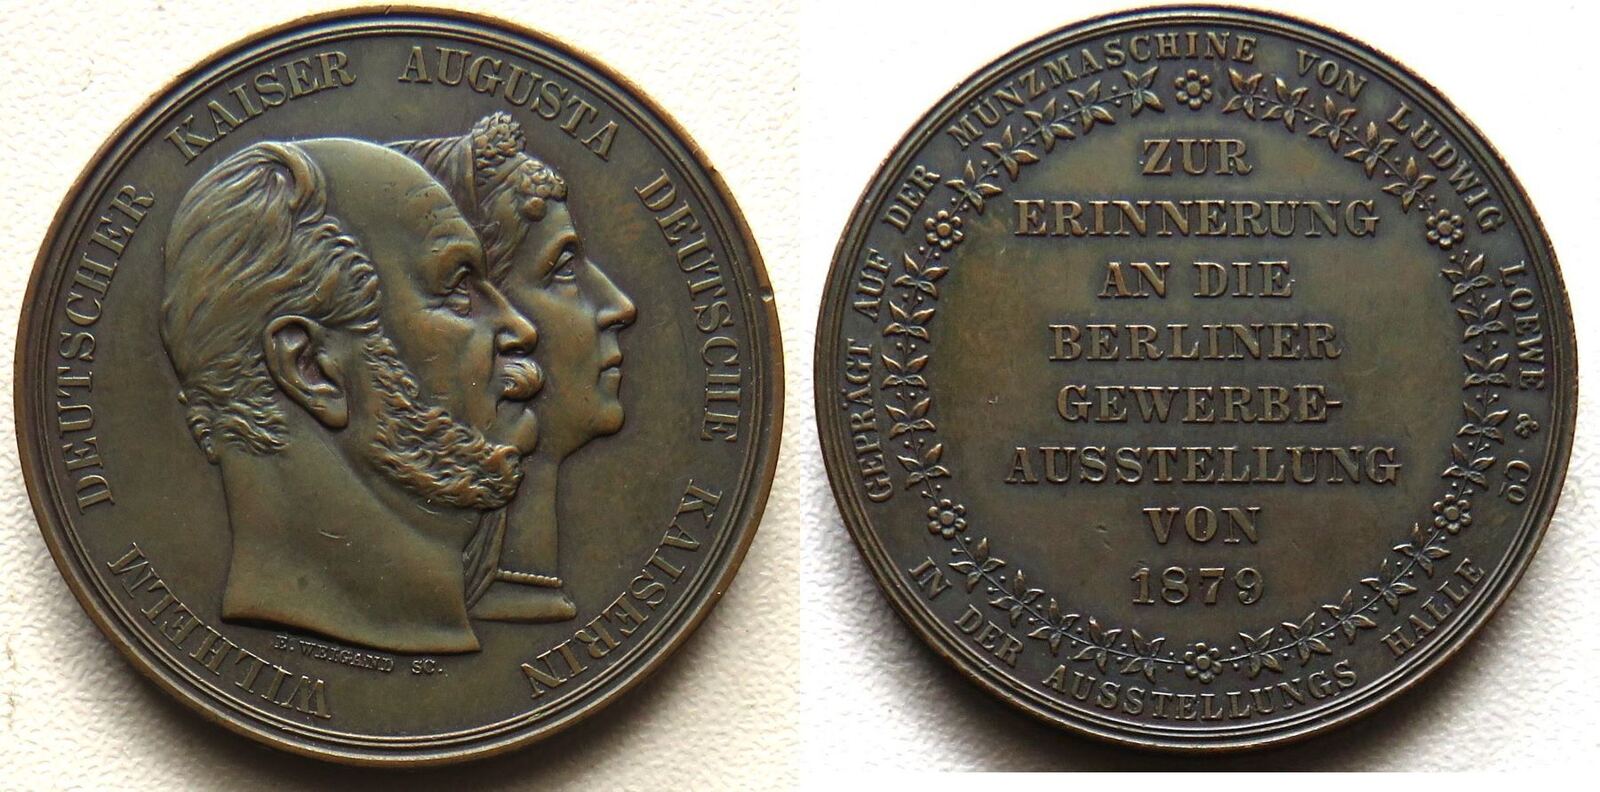 WILHELM DEUTSCHER KAISER AUGUSTA DEUTSCHE KAISERIN
E. WEIGAND SC.
GEPRÄGT AUF DER MÜNZMASCHINE VON LUDWIG LOEWE & CO
IN DER AUSSTELLUNGS HALLE
ZUR
ERINNERUNG
AN DIE
BERLINER
GEWERBE-
AUSSTELLUNG
VON
1879